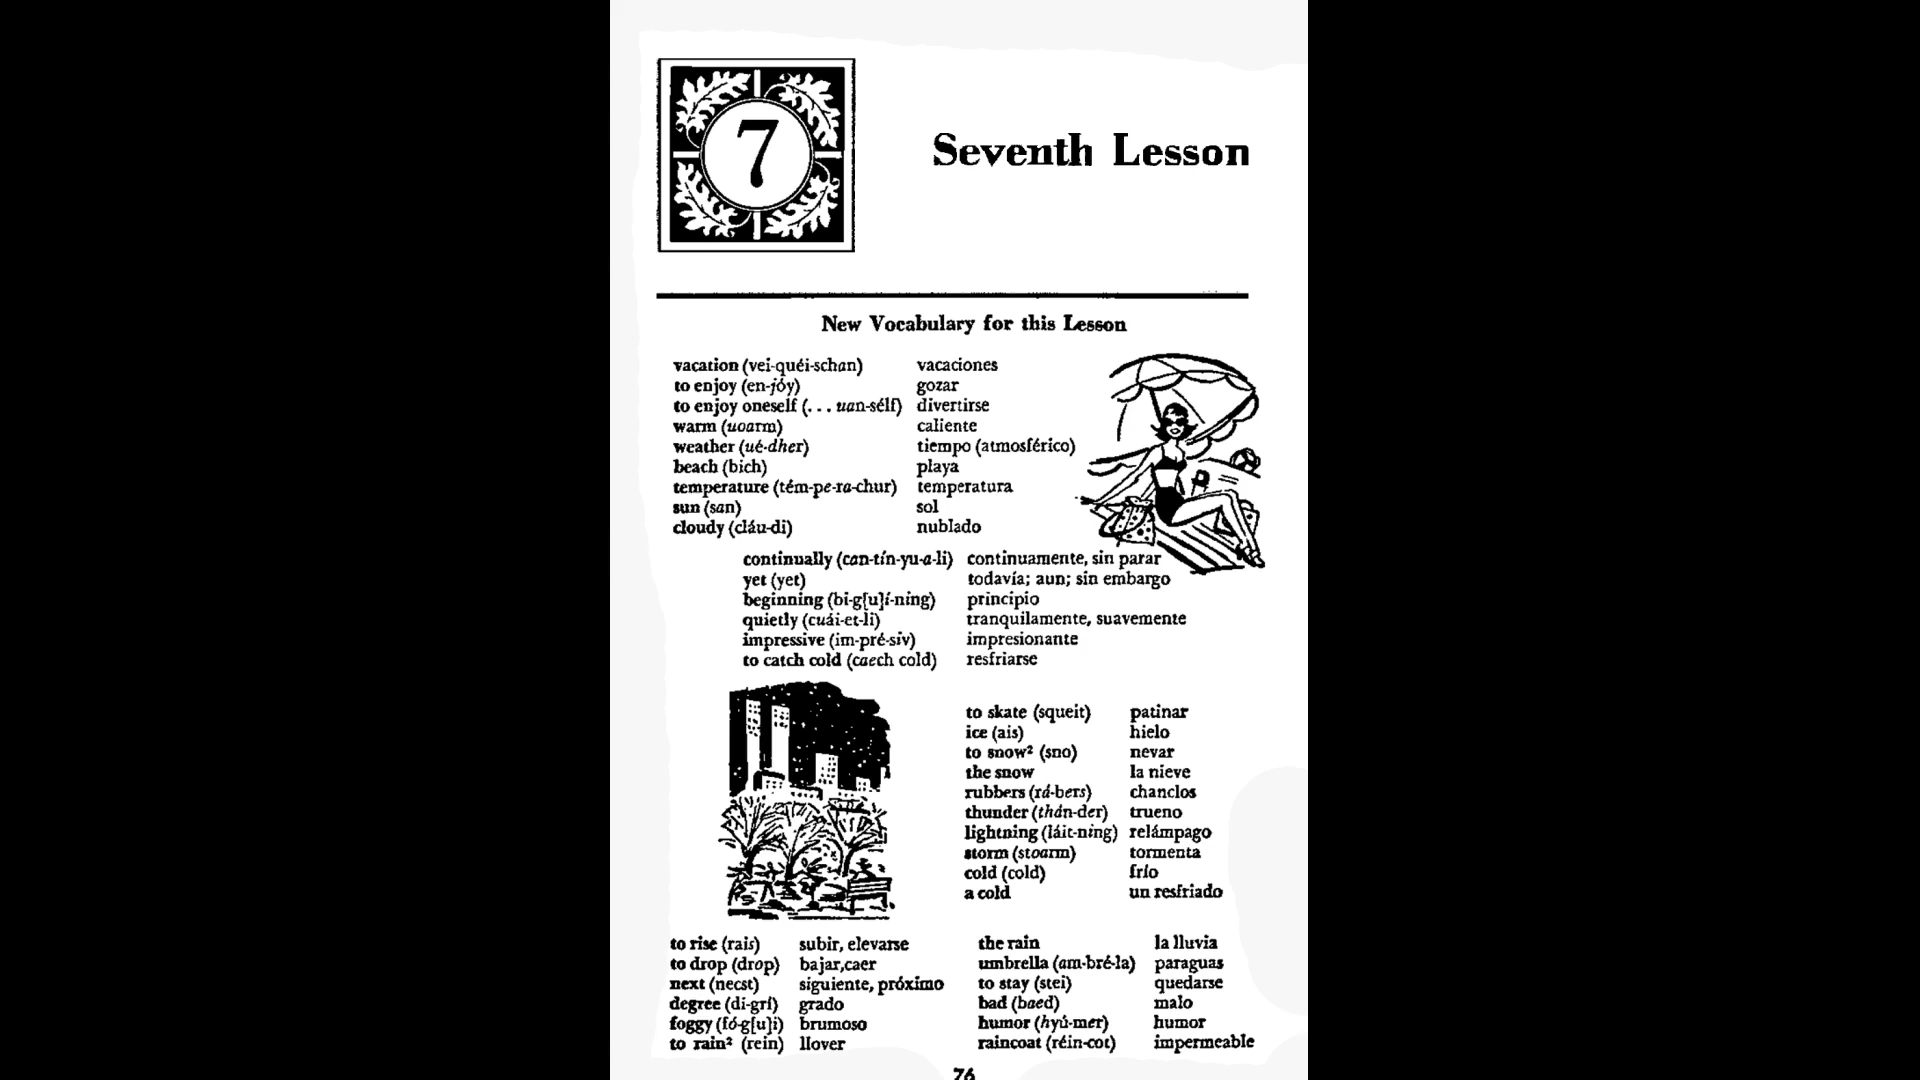 7
Seventh Lesson
New Vocabulary for this Lesson
vacation (vei-quéi-schan) vacaciones
to enjoy (en-jóy) gozar
to enjoy oneself (. . . uan-sélf) divertirse
warm (uoarm) caliente
weather (ué-dher) tiempo (atmosférico)
beach (bich) playa
temperature (tém-pe-ra-chur) temperatura
sun (san) sol
cloudy (cláu-di) nublado
continually (can-tín-yu-a-li) continuamente, sin parar
yet (yet) todavía; aun; sin embargo
beginning (bi-g[u]í-ning) principio
quietly (cuái-et-li) tranquilamente, suavemente
impressive (im-pré-siv) impresionante
to catch cold (caech cold) resfriarse
to skate (squeit) patinar
ice (ais) hielo
to snow² (sno) nevar
the snow la nieve
rubbers (rá-bers) chanclos
thunder (thán-der) trueno
lightning (láit-ning) relámpago
storm (stoarm) tormenta
cold (cold) frío
a cold un resfriado
to rise (rais) subir, elevarse
to drop (drop) bajar,caer
next (necst) siguiente, próximo
degree (di-grí) grado
foggy (fó-g[u]i) brumoso
to rain² (rein) llover
the rain la lluvia
umbrella (am-bré-la) paraguas
to stay (stei) quedarse
bad (baed) malo
humor (hyú-mer) humor
raincoat (réin-cot) impermeable
76